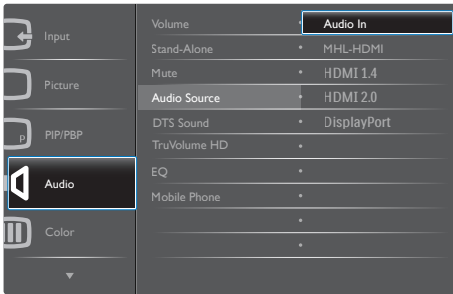 Input
Picture
P
PIP/PBP
Audio
Color
Volume
Stand-Alone
Mute
Audio Source
DTS Sound
TruVolume HD
EQ
Mobile Phone
Audio In
MHL-HDMI
HDMI 1.4
HDMI 2.0
DisplayPort